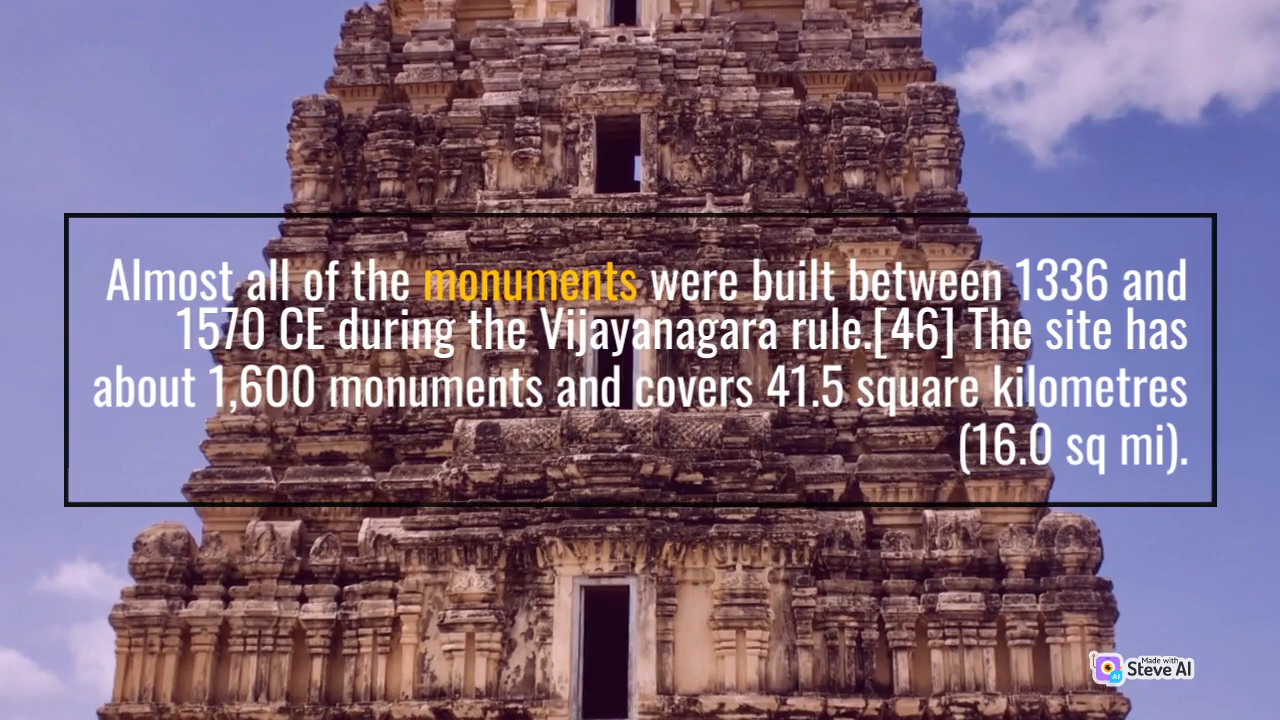 Almost all of the monuments were built between 1336 and
1570 CE during the Vijayanagara rule.[46] The site has
about 1,600 monuments and covers 41.5 square kilometres
(16.0 sq mi).
Made with
Steve AI
AI